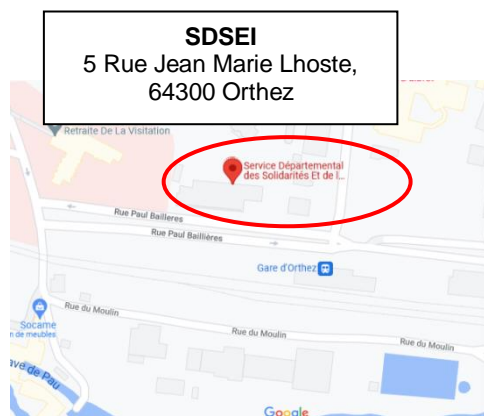 SDSEI
5 Rue Jean Marie Lhoste,
64300 Orthez
Retraite De La Visitation
Service Départemental
des Solidarités Et de l...
Rue Paul Bailleres
Rue Paul Baillières
Gare d'Orthez
Rue du Moulin
Socame
n de meubles
Rue du Moulin
Rue du Moulin
ave de Pau
Google